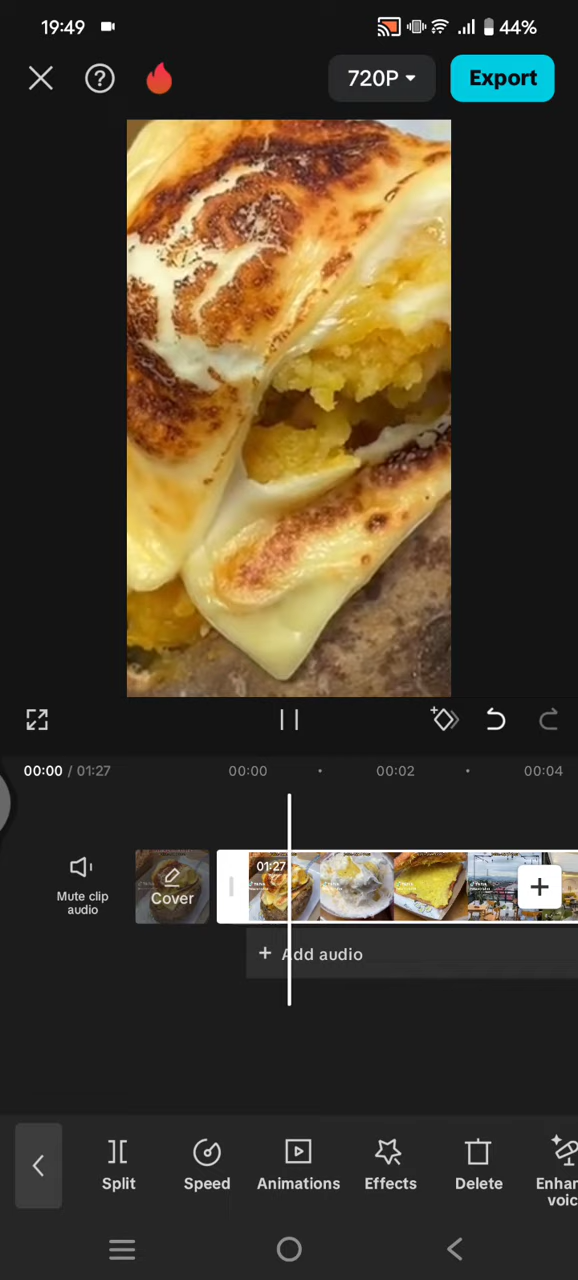 19:49
44%
720P
Export
00:00 / 01:27
00:00
00:02
00:04
Mute clip
audio
Cover
01:27
+ Add audio
Split
Speed
Animations
Effects
Delete
Enhan
voic